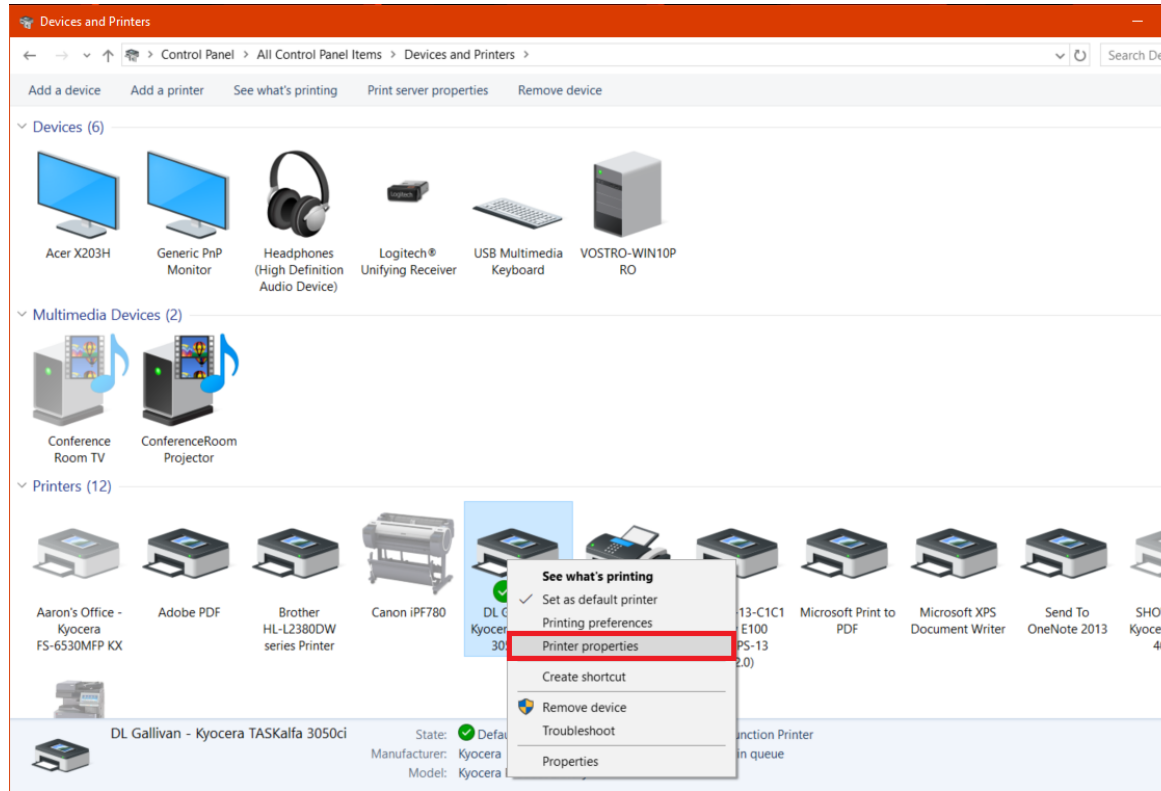 Devices and Printers
Control Panel > All Control Panel Items > Devices and Printers >
Search De
Add a device Add a printer See what's printing Print server properties Remove device
Devices (6)
Logitech
Acer X203H
Generic PnP
Monitor
Headphones
(High Definition
Audio Device)
Logitech®
Unifying Receiver
USB Multimedia
Keyboard
VOSTRO-WIN10P
RO
Multimedia Devices (2)
Conference
Room TV
ConferenceRoom
Projector
Printers (12)
Aaron's Office -
Kyocera
FS-6530MFP KX
Adobe PDF
Brother
HL-L2380DW
series Printer
Canon iPF780
DL G
Kyocer
305
See what's printing
Set as default printer
Printing preferences
Printer properties
Create shortcut
Remove device
Troubleshoot
Properties
-13-C1C1
E100
PS-13
2.0)
Microsoft Print to
PDF
Microsoft XPS
Document Writer
Send To
OneNote 2013
SHO
Kyoce
4
DL Gallivan - Kyocera TASKalfa 3050ci
State: Defau
unction Printer
Manufacturer: Kyocera
in queue
Model: Kyocera